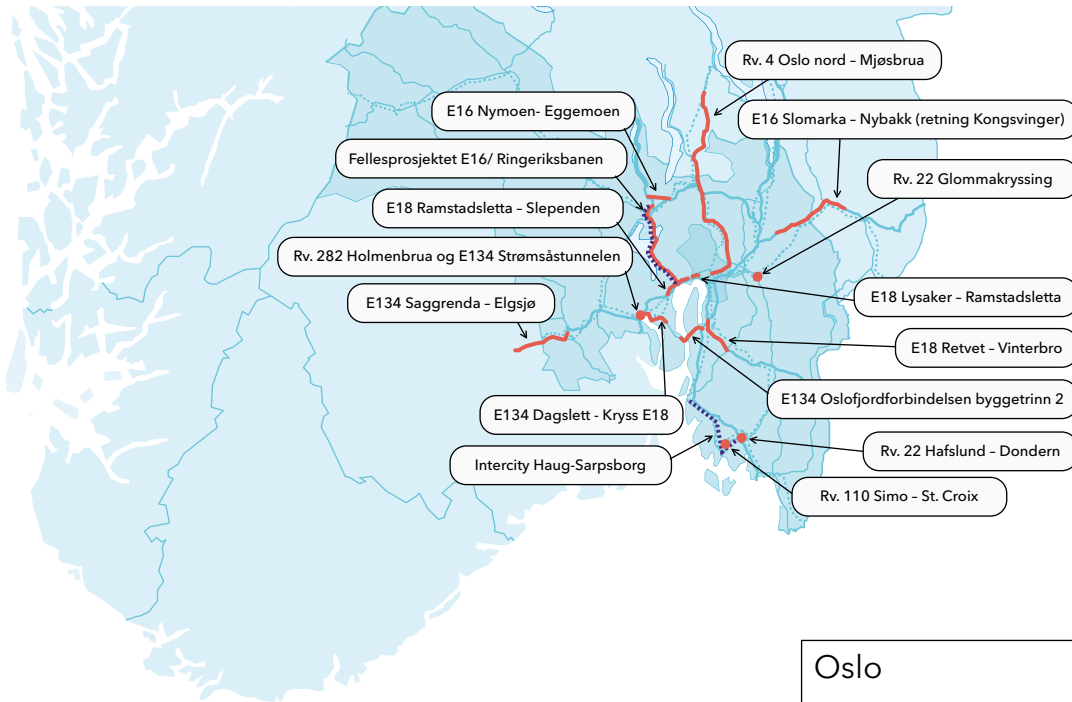 Rv. 4 Oslo nord – Mjøsbrua
E16 Nymoen- Eggemoen
E16 Slomarka – Nybakk (retning Kongsvinger)
Fellesprosjektet E16/ Ringeriksbanen
Rv. 22 Glommakryssing
E18 Ramstadsletta – Slependen
Rv. 282 Holmenbrua og E134 Strømsåstunnelen
E134 Saggrenda – Elgsjø
E18 Lysaker – Ramstadsletta
E18 Retvet – Vinterbro
E134 Oslofjordforbindelsen byggetrinn 2
E134 Dagslett - Kryss E18
Rv. 22 Hafslund – Dondern
Intercity Haug-Sarpsborg
Rv. 110 Simo – St. Croix
Oslo